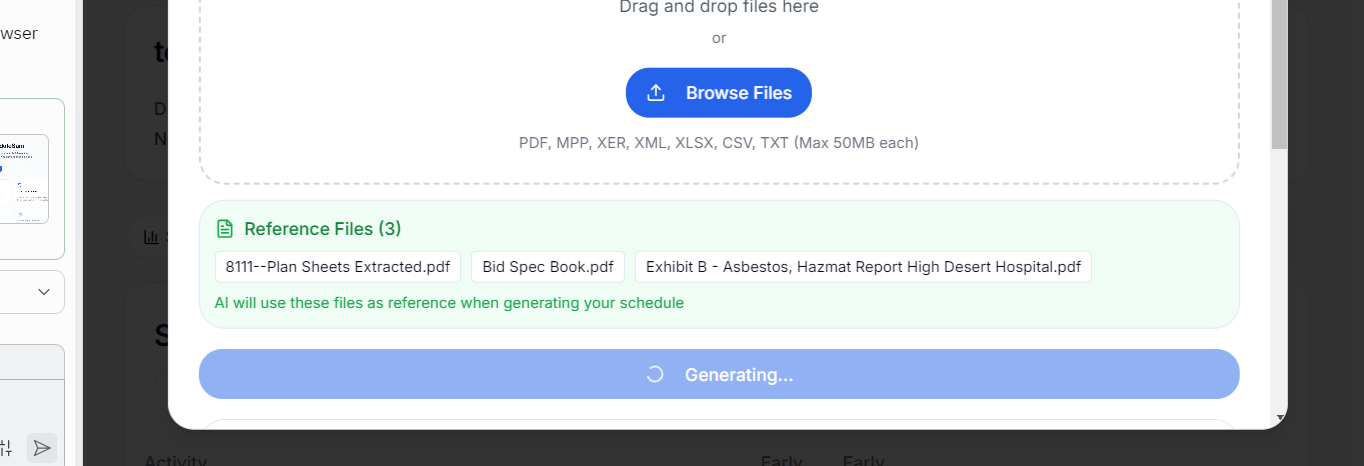 wser
Drag and drop files here
or
Browse Files
PDF, MPP, XER, XML, XLSX, CSV, TXT (Max 50MB each)
Reference Files (3)
8111--Plan Sheets Extracted.pdf
Bid Spec Book.pdf
Exhibit B - Asbestos, Hazmat Report High Desert Hospital.pdf
AI will use these files as reference when generating your schedule
Generating...
Activity
Early
Early